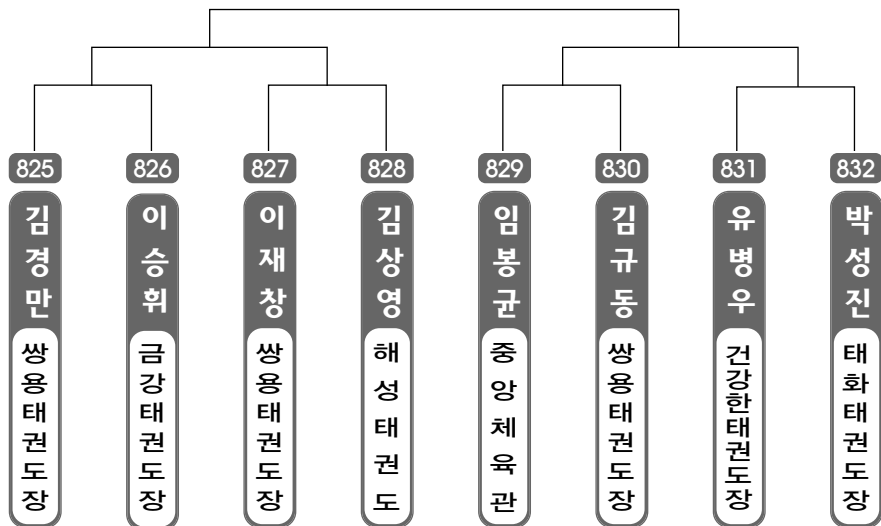 825
김경만
쌍용태권도장
826
이승휘
금강태권도장
827
이재창
쌍용태권도장
828
김상영
해성태권도
829
임봉균
중앙체육관
830
김규동
쌍용태권도장
831
유병우
건강한태권도장
832
박성진
태화태권도장